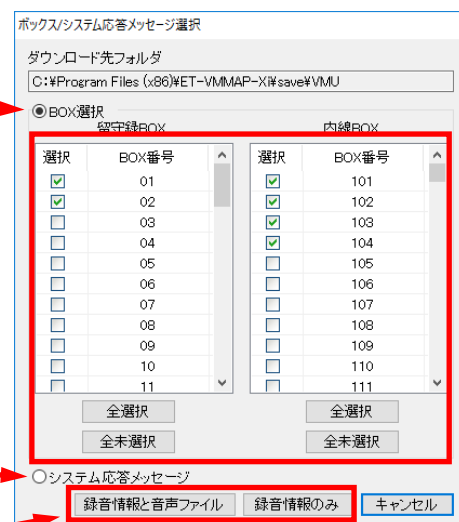 ボックス/システム応答メッセージ選択
ダウンロード先フォルダ
C:¥Program Files (x86)¥ET-VMMAP-Xi¥save¥VMU
BOX選択
留守録BOX 内線BOX
選択 BOX番号 選択 BOX番号
01 101
02 102
03 103
04 104
05 105
06 106
07 107
08 108
09 109
10 110
11 111
全選択 全選択
全未選択 全未選択
システム応答メッセージ
録音情報と音声ファイル 録音情報のみ キャンセル